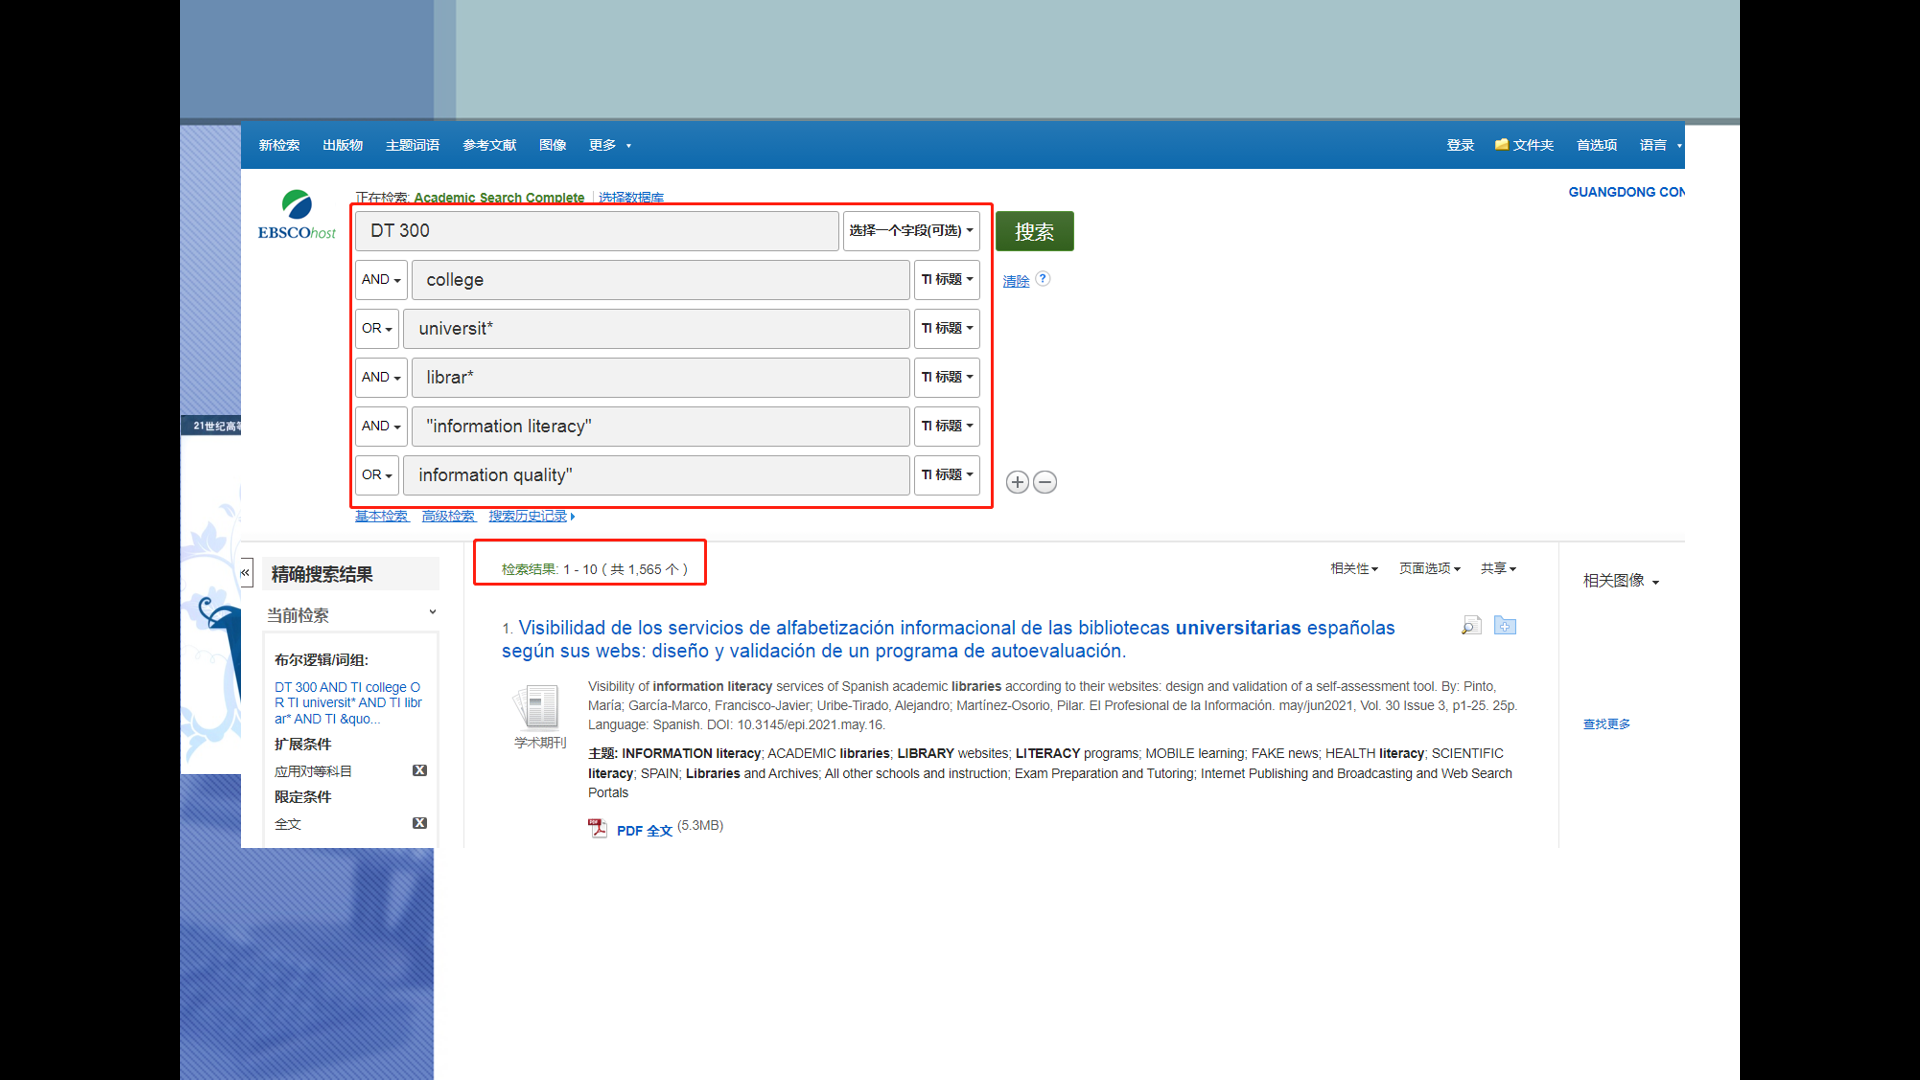 新检索 出版物 主题词语 参考文献 图像 更多 登录 文件夹 首选项 语言
正在检索: Academic Search Complete 选择数据库 GUANGDONG CON
EBSCOhost
DT 300 选择一个字段(可选) 搜索
AND college TI 标题 清除 ?
OR universit* TI 标题
AND librar* TI 标题
21世纪高等
AND "information literacy" TI 标题
OR information quality" TI 标题
基本检索 高级检索 搜索历史记录
« 精确搜索结果
当前检索
布尔逻辑/词组:
DT 300 AND TI college O
R TI universit* AND TI libr
ar* AND TI &quo...
扩展条件
应用对等科目 X
限定条件
全文 X
检索结果: 1 - 10 ( 共 1,565 个 ) 相关性 页面选项 共享
1. Visibilidad de los servicios de alfabetización informacional de las bibliotecas universitarias españolas
según sus webs: diseño y validación de un programa de autoevaluación.
学术期刊
Visibility of information literacy services of Spanish academic libraries according to their websites: design and validation of a self-assessment tool. By: Pinto,
María; García-Marco, Francisco-Javier; Uribe-Tirado, Alejandro; Martínez-Osorio, Pilar. El Profesional de la Información. may/jun2021, Vol. 30 Issue 3, p1-25. 25p.
Language: Spanish. DOI: 10.3145/epi.2021.may.16.
主题: INFORMATION literacy; ACADEMIC libraries; LIBRARY websites; LITERACY programs; MOBILE learning; FAKE news; HEALTH literacy; SCIENTIFIC
literacy; SPAIN; Libraries and Archives; All other schools and instruction; Exam Preparation and Tutoring; Internet Publishing and Broadcasting and Web Search
Portals
PDF 全文 (5.3MB)
相关图像
查找更多